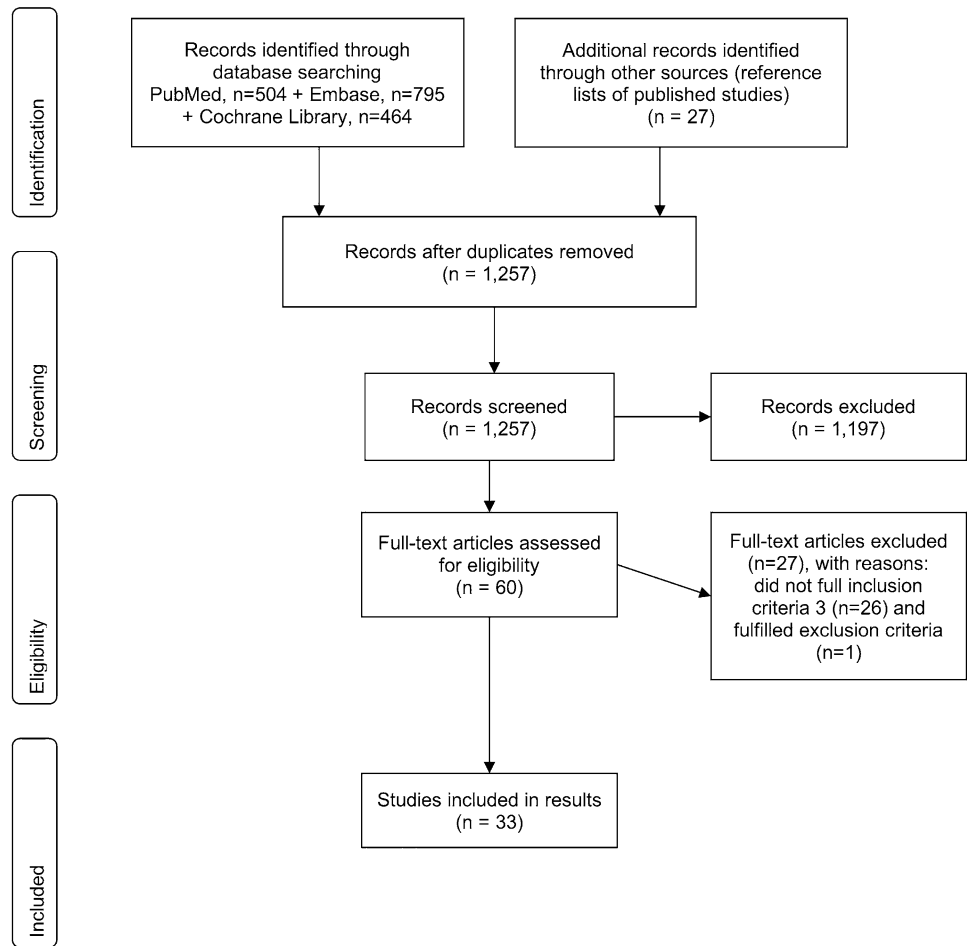 Identification
Records identified through
database searching
PubMed, n=504 + Embase, n=795
+ Cochrane Library, n=464
Additional records identified
through other sources (reference
lists of published studies)
(n = 27)
Records after duplicates removed
(n = 1,257)
Screening
Records screened
(n = 1,257)
Records excluded
(n = 1,197)
Eligibility
Full-text articles assessed
for eligibility
(n = 60)
Full-text articles excluded
(n=27), with reasons:
did not full inclusion
criteria 3 (n=26) and
fulfilled exclusion criteria
(n=1)
Included
Studies included in results
(n = 33)